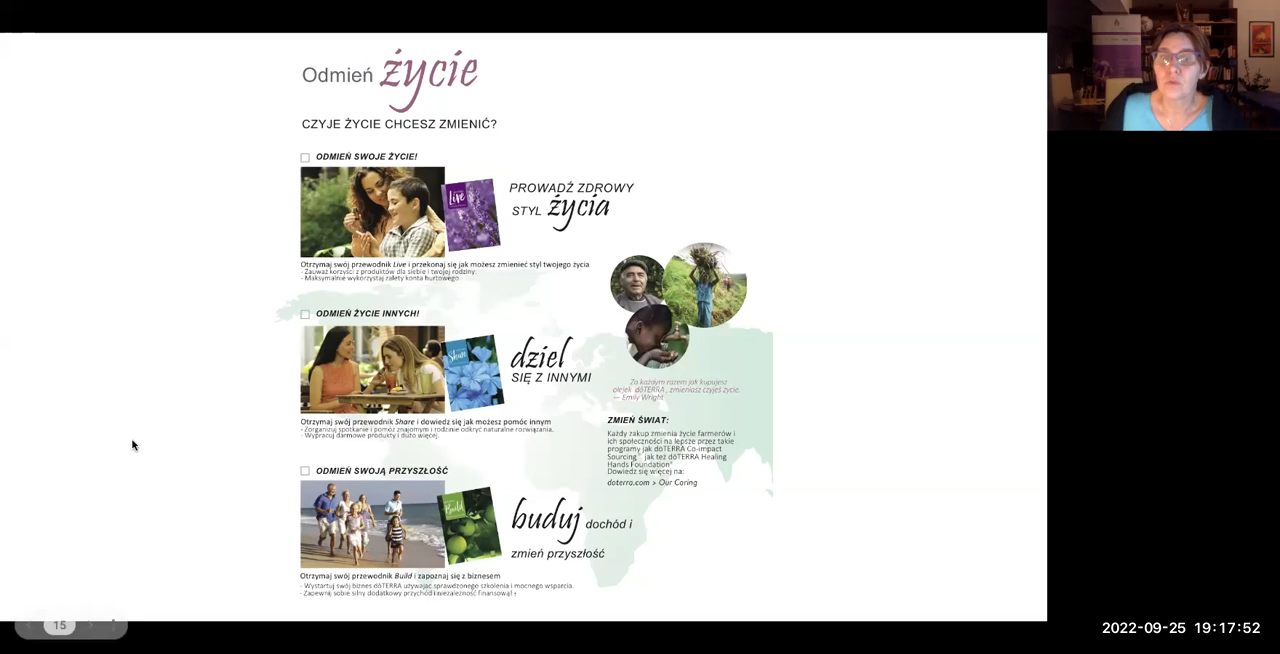 Odmień życie
CZYJE ŻYCIE CHCESZ ZMIENIĆ?
ODMIEŃ SWOJE ŻYCIE!
Live
PROWADŹ ZDROWY
STYL życia
Otrzymaj swój przewodnik Live i przekonaj się jak możesz zmienić styl twojego życia
- Zauważ korzyści z produktów dla siebie i twojej rodziny.
- Maksymalnie wykorzystaj zalety konta hurtowego.
ODMIEŃ ŻYCIE INNYCH!
Share
dziel
SIĘ Z INNYMI
Otrzymaj swój przewodnik Share i dowiedz się jak możesz pomóc innym
- Zorganizuj spotkanie i pomóż znajomym i rodzinie odkryć naturalne rozwiązania.
- Wypracuj darmowe produkty i dużo więcej.
Za każdym razem jak kupujesz
olejek dōTERRA, zmieniasz czyjeś życie.
— Emily Wright
ZMIEŃ ŚWIAT:
Każdy zakup zmienia życie farmerów i
ich społeczności na lepsze przez takie
programy jak dōTERRA Co-impact
Sourcing® jak też dōTERRA Healing
Hands Foundation®
Dowiedz się więcej na:
doterra.com > Our Caring
ODMIEŃ SWOJĄ PRZYSZŁOŚĆ
Build
buduj dochód i
zmień przyszłość
Otrzymaj swój przewodnik Build i zapoznaj się z biznesem
- Wystartuj swój biznes dōTERRA używając sprawdzonego szkolenia i mocnego wsparcia.
- Zapewnij sobie silny dodatkowy przychód i niezależność finansową! +
15
2022-09-25 19:17:52